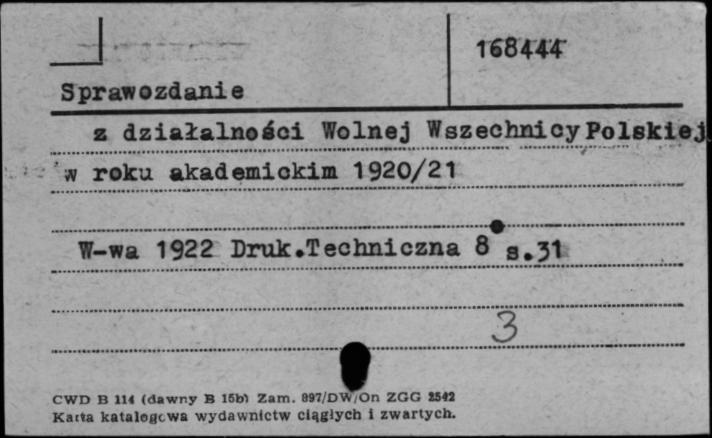 168444
Sprawozdanie
z działalności Wolnej Wszechnicy Polskiej
w roku akademickim 1920/21
W-wa 1922 Druk.Techniczna 8 s.31
3
CWD B 114 (dawny B 15b) Zam. 897/DW/On ZGG 2542
Karta katalogowa wydawnictw ciągłych i zwartych.